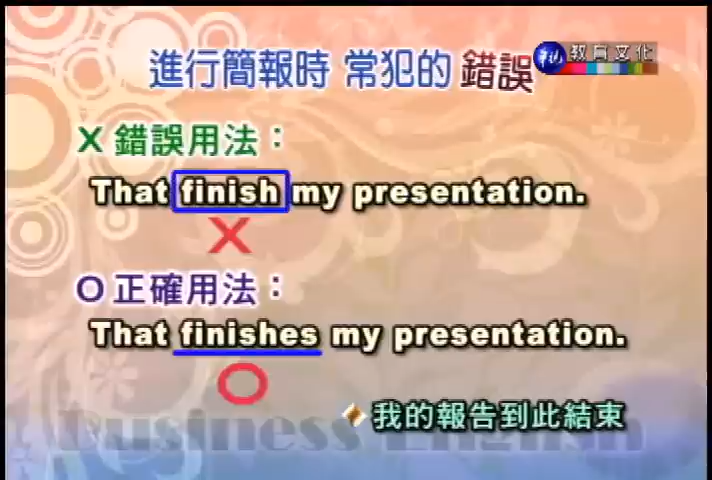 進行簡報時 常犯的 錯誤
華視 教育文化
X 錯誤用法：
That finish my presentation.
X
O 正確用法：
That finishes my presentation.
O
我的報告到此結束
Business English